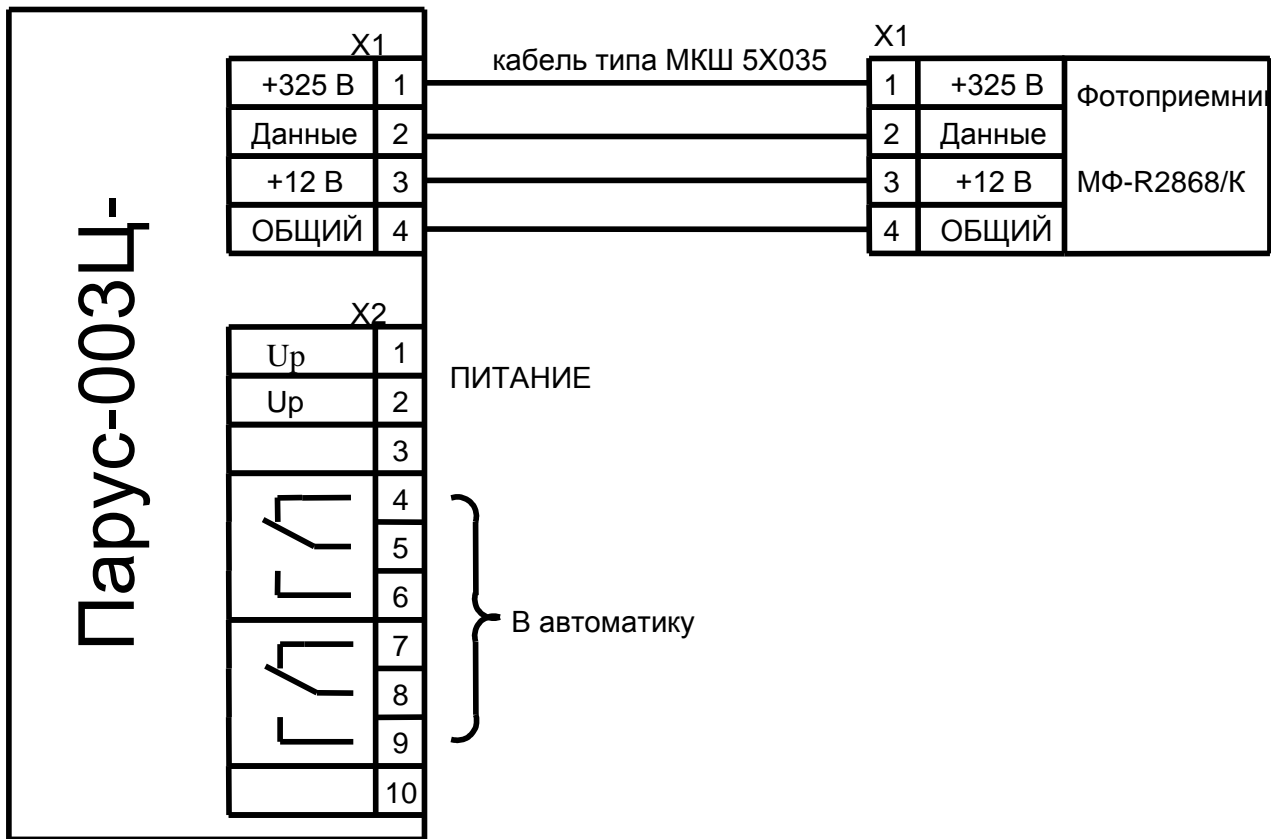 X1
кабель типа МКШ 5Х035
X1
+325 В 1
1 +325 В
Фотоприемни
Данные 2
2 Данные
+12 В 3
3 +12 В
МФ-R2868/К
ОБЩИЙ 4
4 ОБЩИЙ
Парус-003Ц-
X2
Up 1
ПИТАНИЕ
Up 2
3
4
5
6
В автоматику
7
8
9
10